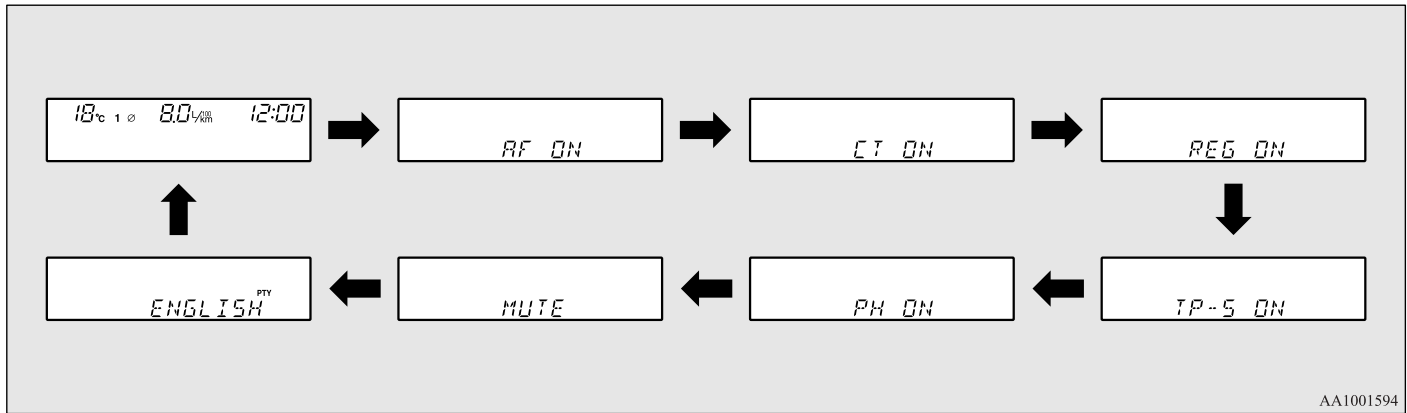 18°C 1 ∅ 8.0 L/100km 12:00
AF ON
CT ON
REG ON
TP-S ON
PH ON
MUTE
PTY
ENGLISH
AA1001594